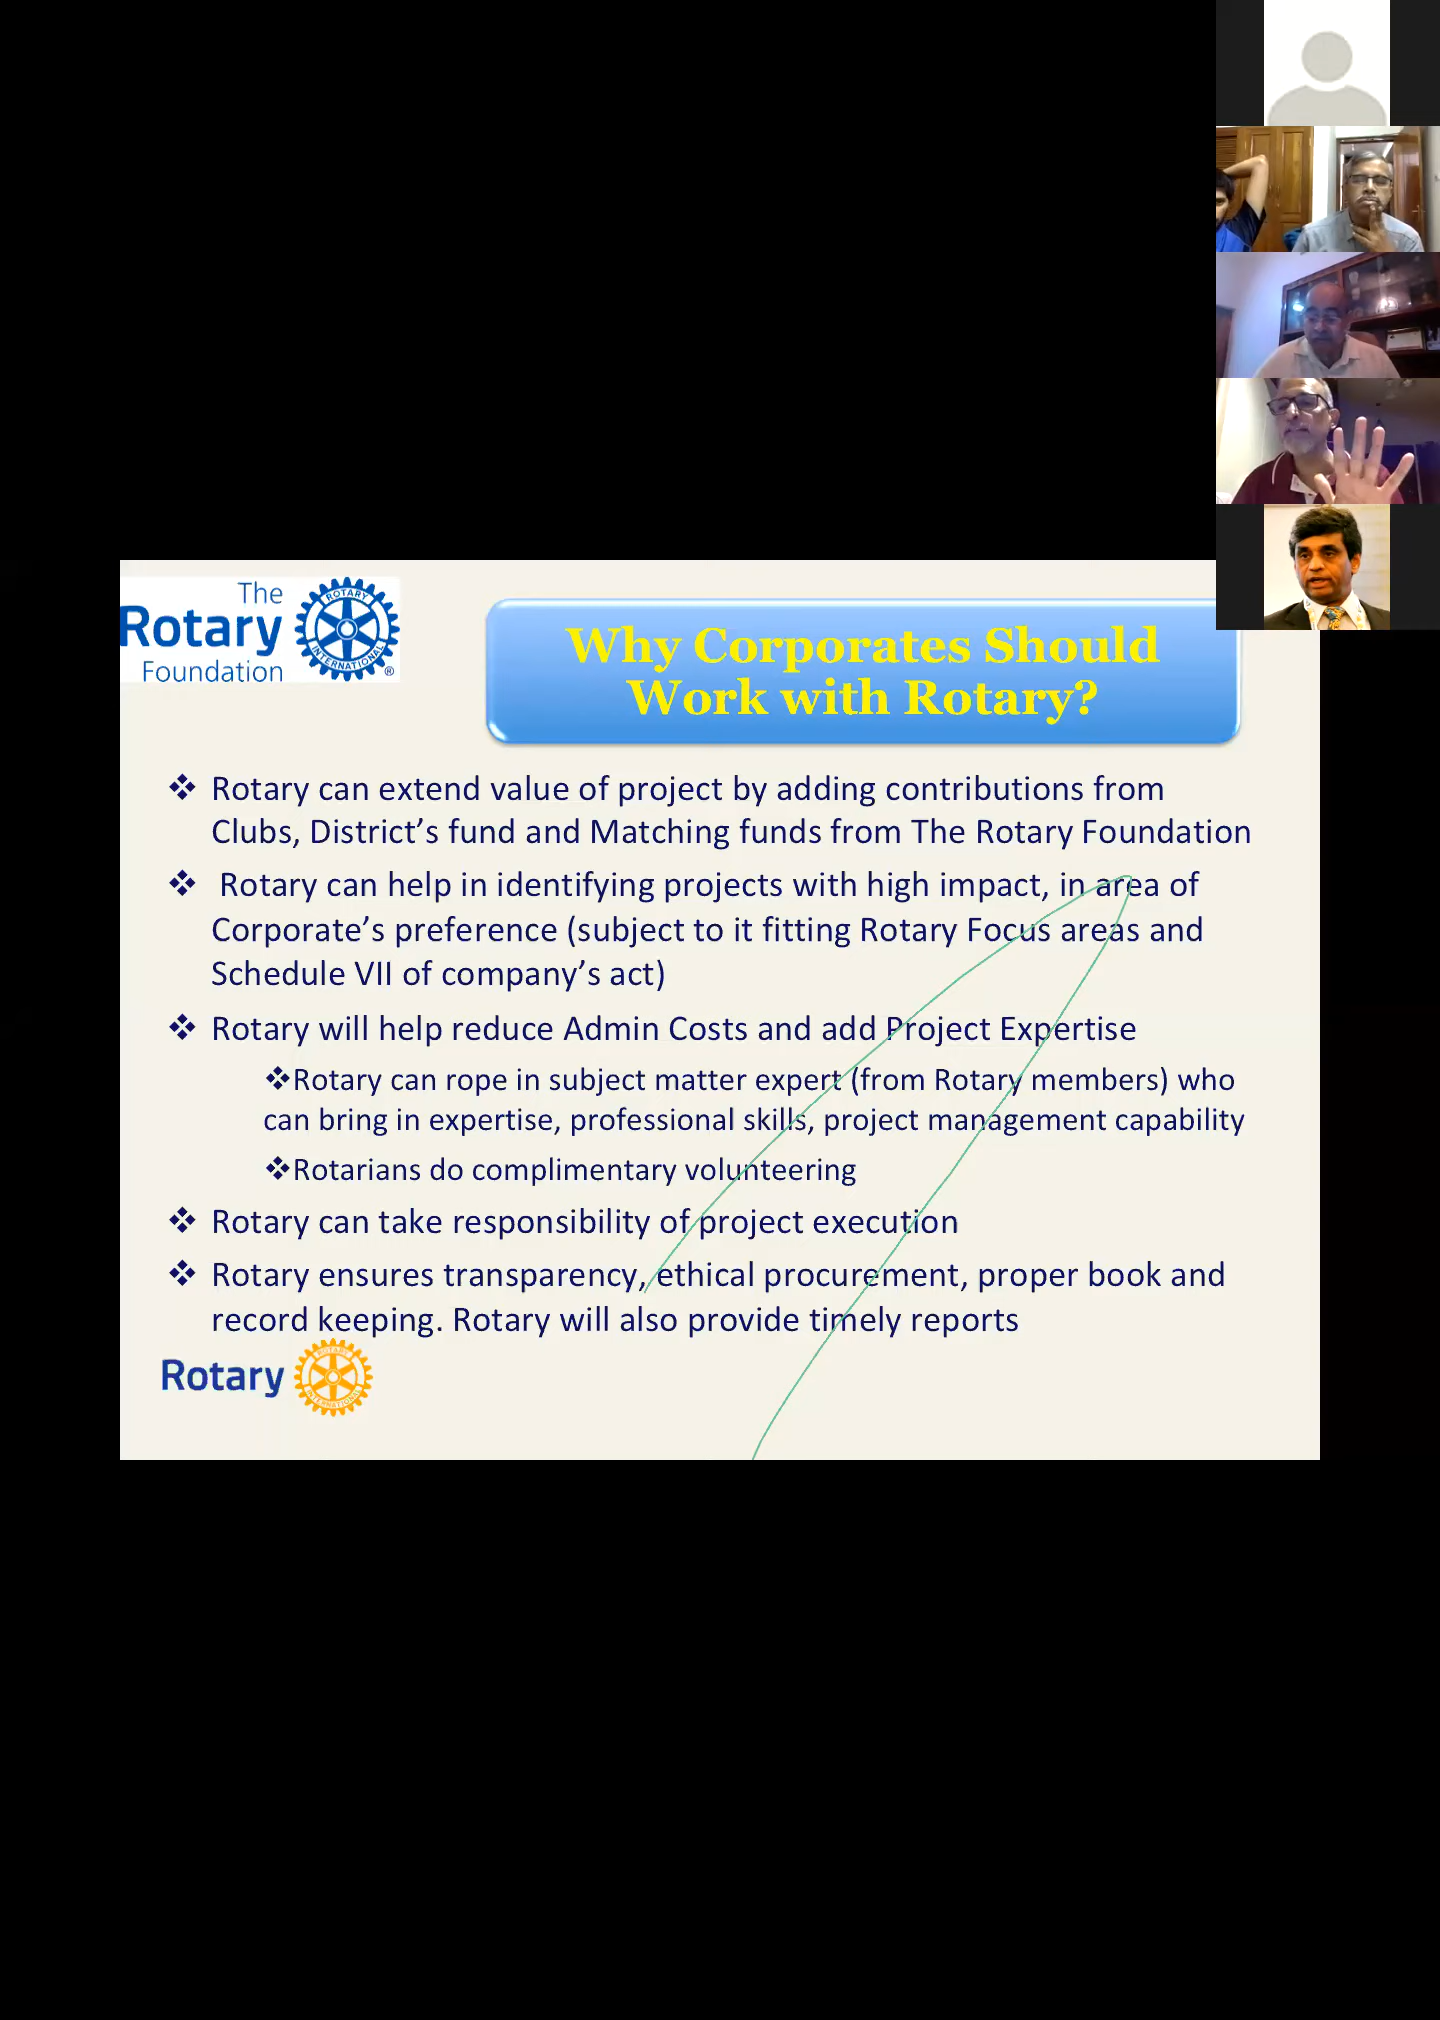 The
Rotary
Foundation
ROTARY
INTERNATIONAL
®
Why Corporates Should
Work with Rotary?
❖ Rotary can extend value of project by adding contributions from
Clubs, District’s fund and Matching funds from The Rotary Foundation
❖ Rotary can help in identifying projects with high impact, in area of
Corporate’s preference (subject to it fitting Rotary Focus areas and
Schedule VII of company’s act)
❖ Rotary will help reduce Admin Costs and add Project Expertise
❖Rotary can rope in subject matter expert (from Rotary members) who
can bring in expertise, professional skills, project management capability
❖Rotarians do complimentary volunteering
❖ Rotary can take responsibility of project execution
❖ Rotary ensures transparency, ethical procurement, proper book and
record keeping. Rotary will also provide timely reports
Rotary
ROTARY
INTERNATIONAL